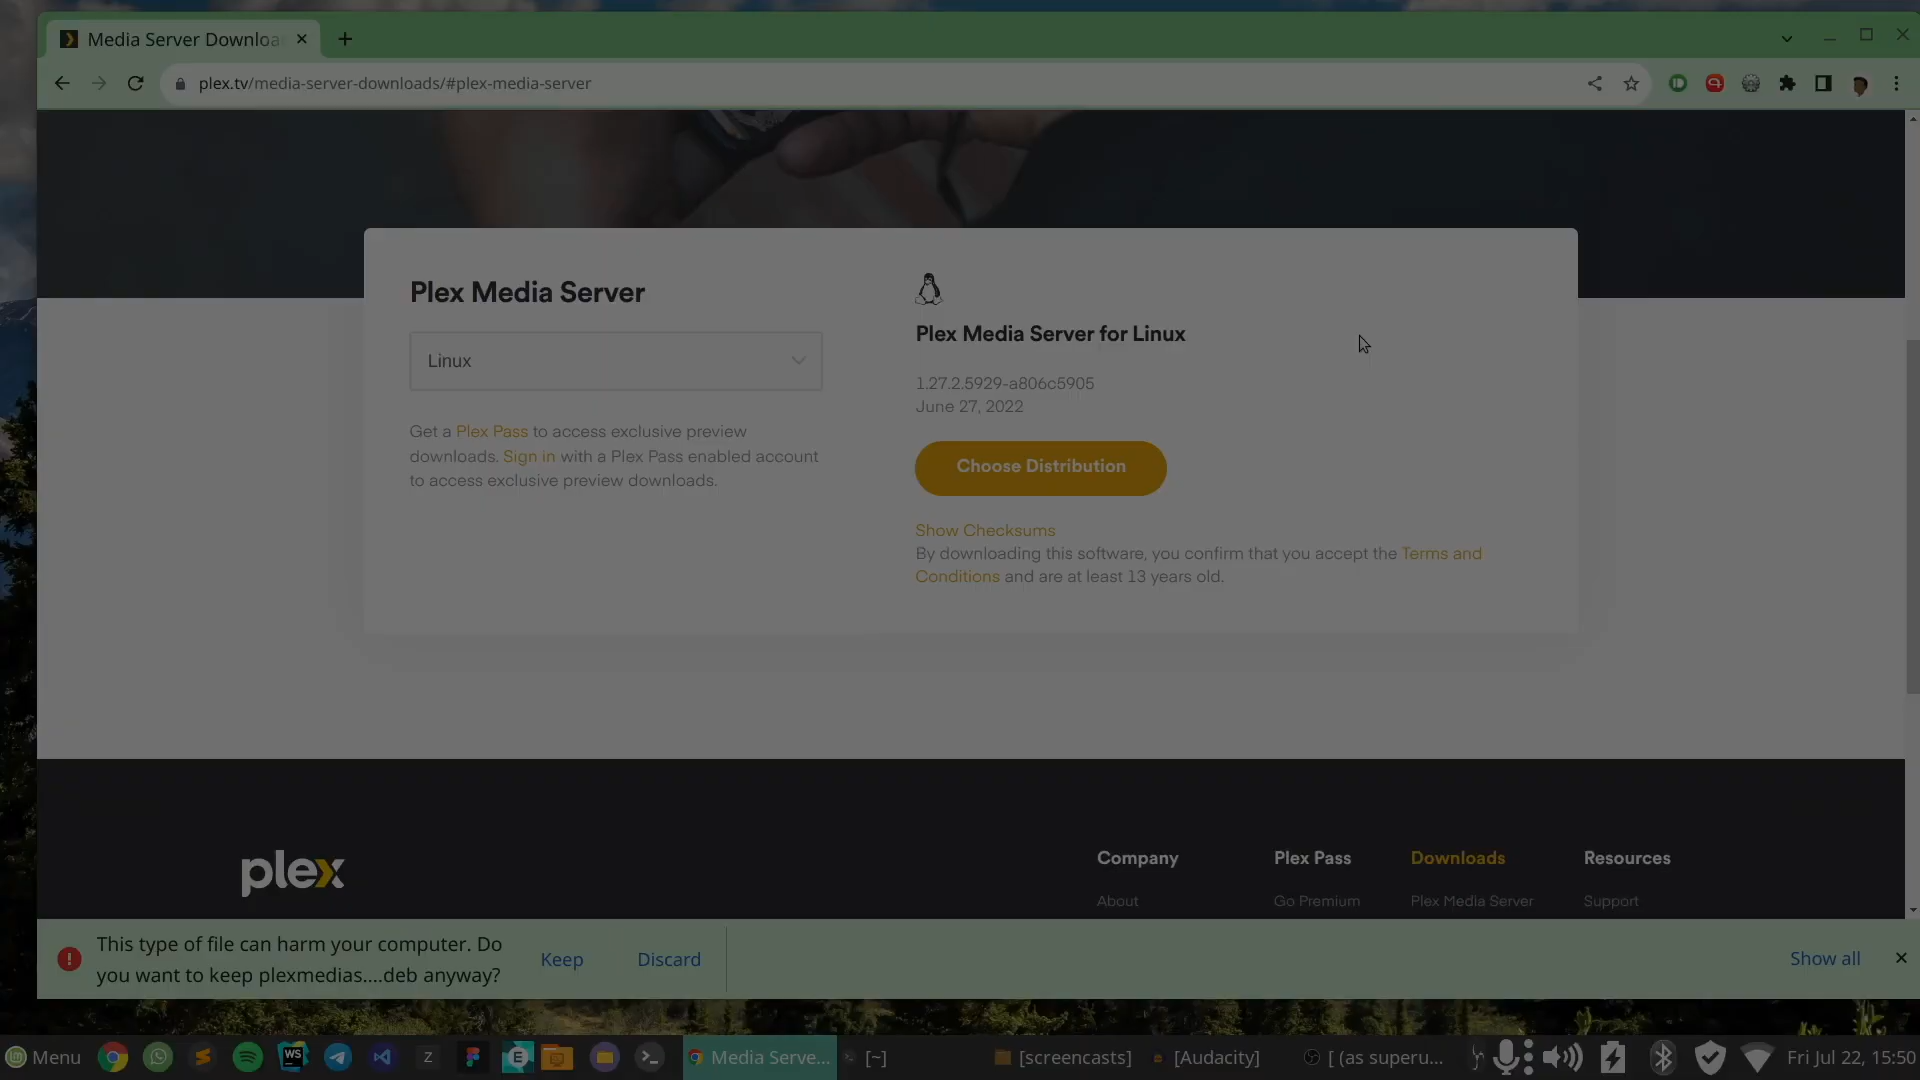 Media Server Downloa
plex.tv/media-server-downloads/#plex-media-server
Plex Media Server
Linux
Get a Plex Pass to access exclusive preview
downloads. Sign in with a Plex Pass enabled account
to access exclusive preview downloads.
Plex Media Server for Linux
1.27.2.5929-a806c5905
June 27, 2022
Choose Distribution
Show Checksums
By downloading this software, you confirm that you accept the Terms and
Conditions and are at least 13 years old.
plex
Company
About
Plex Pass
Go Premium
Downloads
Plex Media Server
Resources
Support
This type of file can harm your computer. Do
you want to keep plexmedias....deb anyway?
Keep
Discard
Show all
Menu
WS
Z
E
Media Serve...
[~]
[screencasts]
[Audacity]
[ (as superu...
Fri Jul 22, 15:50